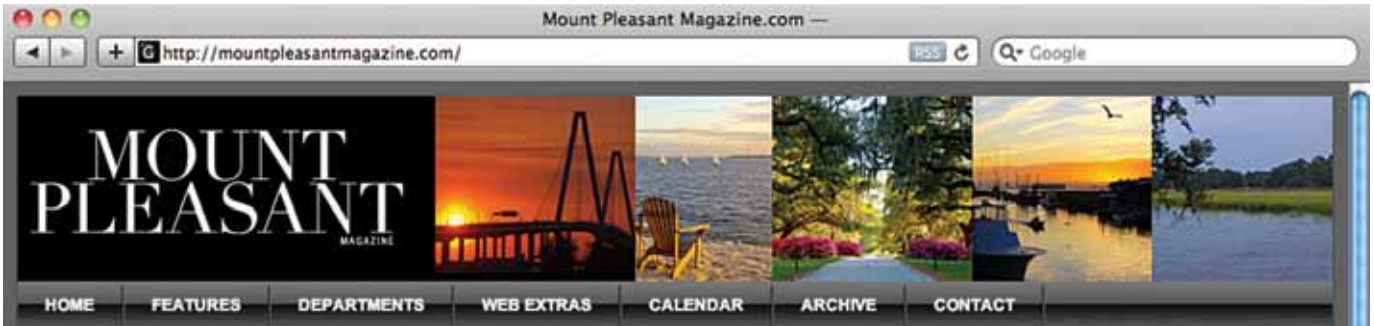 Mount Pleasant Magazine.com —
+ G http://mountpleasantmagazine.com/ RSS Google
MOUNT
PLEASANT
MAGAZINE
HOME FEATURES DEPARTMENTS WEB EXTRAS CALENDAR ARCHIVE CONTACT